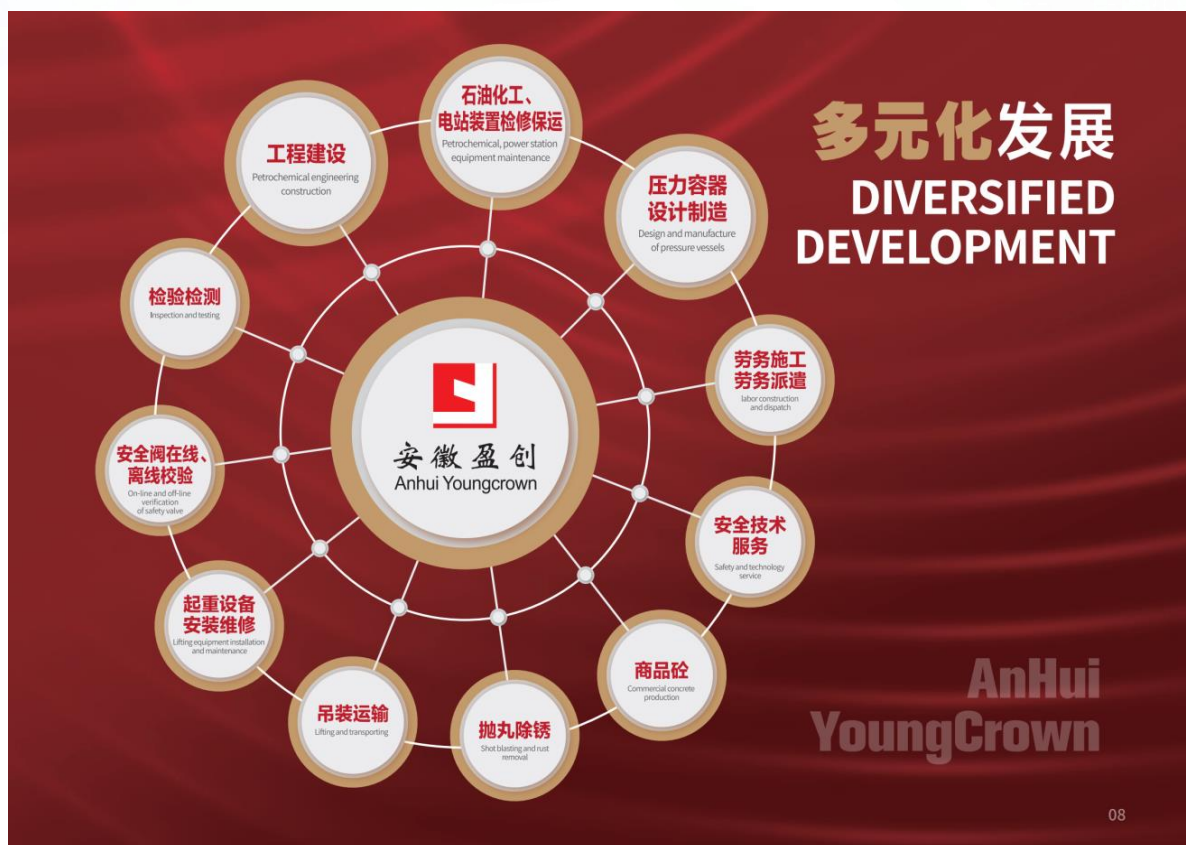 多元化发展
DIVERSIFIED
DEVELOPMENT
石油化工、
电站装置检修保运
Petrochemical, power station
equipment maintenance
压力容器
设计制造
Design and manufacture
of pressure vessels
劳务施工
劳务派遣
labor construction
and dispatch
安全技术
服务
Safety and technology
service
商品砼
Commercial concrete
production
抛丸除锈
Shot blasting and rust
removal
吊装运输
Lifting and transporting
起重设备
安装维修
Lifting equipment installation
and maintenance
安全阀在线、
离线校验
On-line and off-line
verification
of safety valve
检验检测
Inspection and testing
工程建设
Petrochemical engineering
construction
安徽盈创
Anhui Youngcrown
AnHui
YoungCrown
08